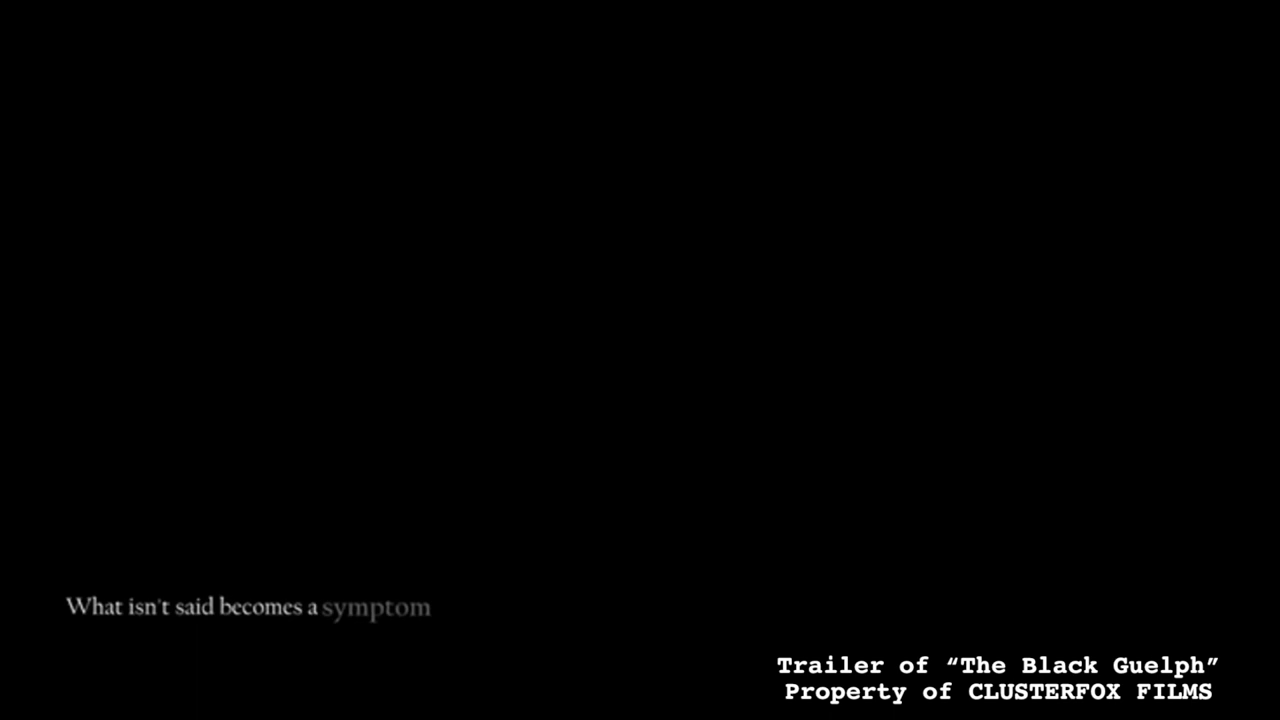 What isn't said becomes a symptom
Trailer of “The Black Guelph”
Property of CLUSTERFOX FILMS